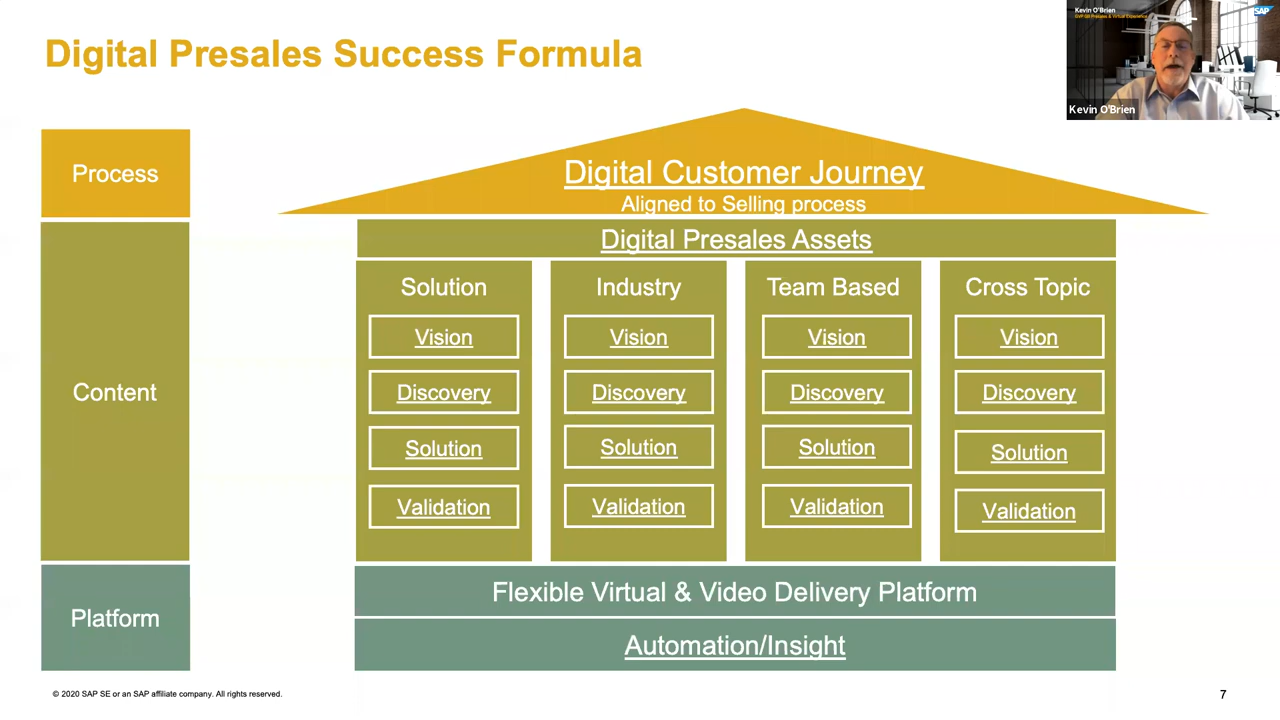 Digital Presales Success Formula
Kevin O'Brien
SAP
Kevin O'Brien
Process
Digital Customer Journey
Aligned to Selling process
Content
Digital Presales Assets
Solution
Vision
Discovery
Solution
Validation
Industry
Vision
Discovery
Solution
Validation
Team Based
Vision
Discovery
Solution
Validation
Cross Topic
Vision
Discovery
Solution
Validation
Platform
Flexible Virtual & Video Delivery Platform
Automation/Insight
© 2020 SAP SE or an SAP affiliate company. All rights reserved.
7